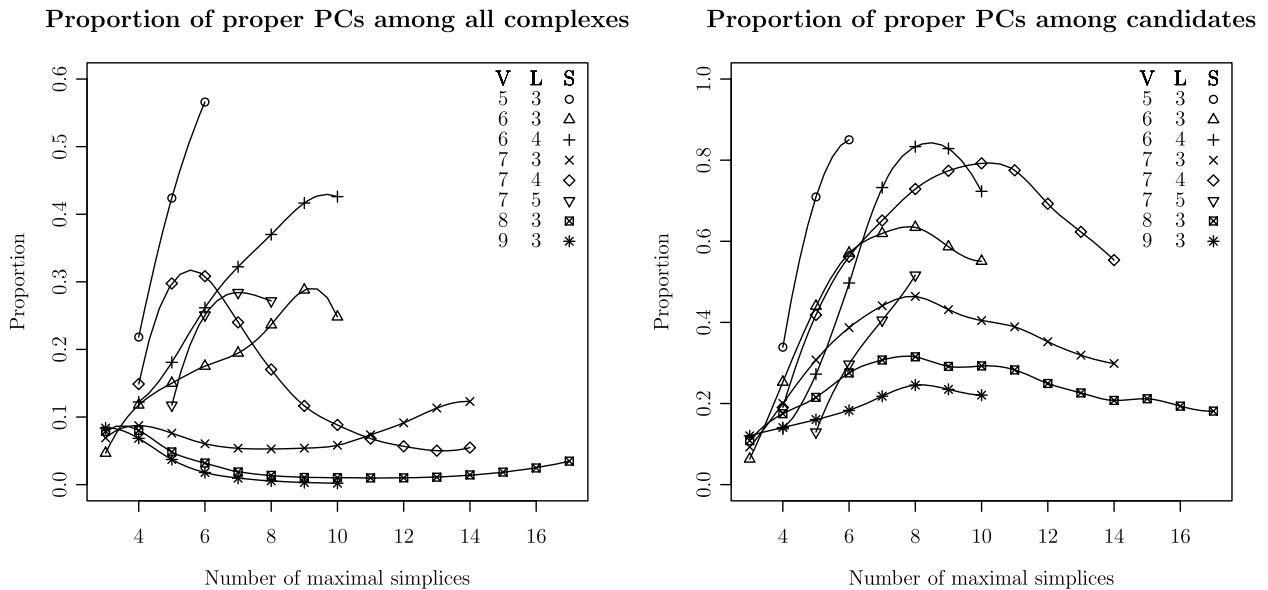 Proportion of proper PCs among all complexes
V L S
5 3
6 3
6 4
7 3
7 4
7 5
8 3
9 3
0.6
0.5
0.4
0.3
0.2
0.1
0.0
Proportion
4 6 8 10 12 14 16
Number of maximal simplices
Proportion of proper PCs among candidates
V L S
5 3
6 3
6 4
7 3
7 4
7 5
8 3
9 3
1.0
0.8
0.6
0.4
0.2
0.0
Proportion
4 6 8 10 12 14 16
Number of maximal simplices